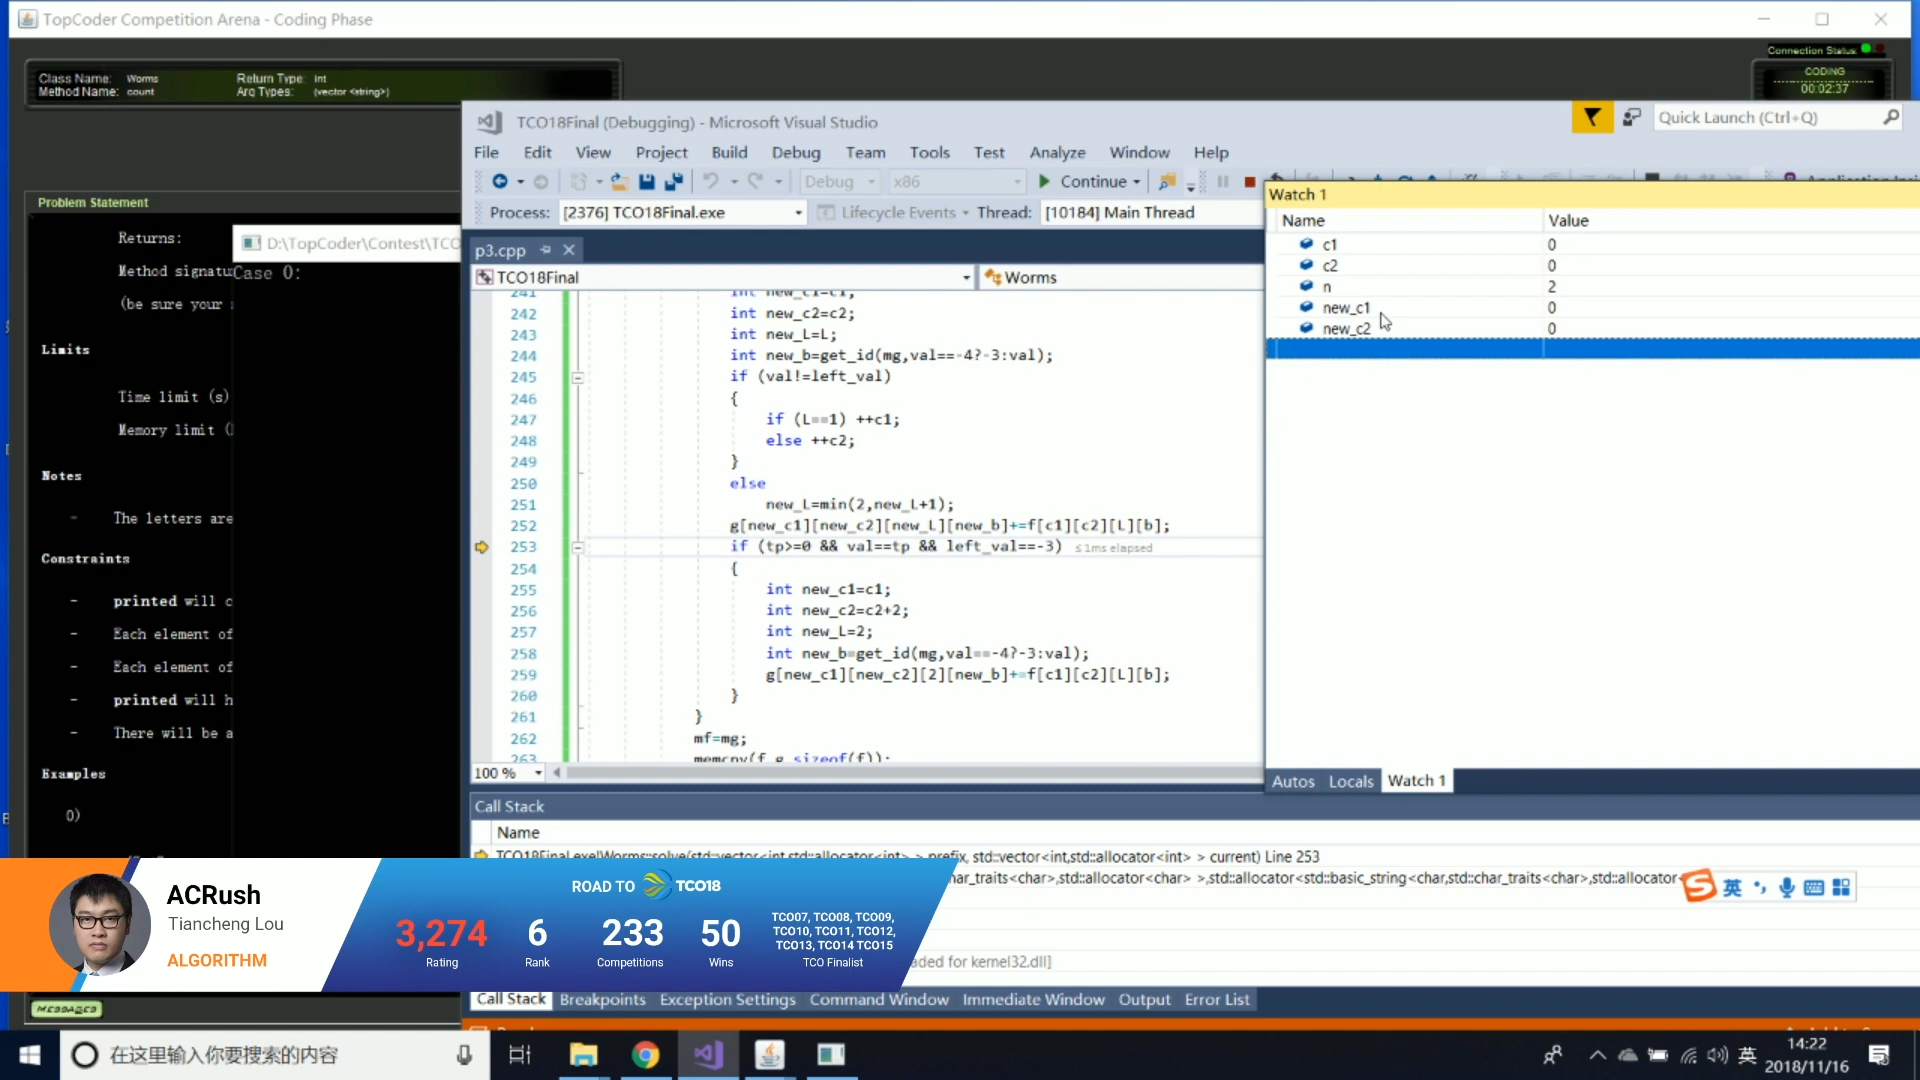 TopCoder Competition Arena - Coding Phase
Connection Status:
Class Name: Worms
Method Name: count
Return Type: int
Arg Types: (vector <string>)
CODING
00:02:37
TCO18Final (Debugging) - Microsoft Visual Studio
Quick Launch (Ctrl+Q)
File Edit View Project Build Debug Team Tools Test Analyze Window Help
Debug x86 Continue
Process: [2376] TCO18Final.exe Lifecycle Events Thread: [10184] Main Thread
Problem Statement
Returns:
Method signatu
(be sure your
Limits
Time limit (s)
Memory limit (
Notes
- The letters are
Constraints
- printed will c
- Each element of
- Each element of
- printed will h
- There will be a
Examples
0)
D:\TopCoder\Contest\TCO
Case 0:
p3.cpp
TCO18Final Worms
241 int new_c1=c1;
242 int new_c2=c2;
243 int new_L=L;
244 int new_b=get_id(mg,val==-4?-3:val);
245 if (val!=left_val)
246 {
247 if (L==1) ++c1;
248 else ++c2;
249 }
250 else
251 new_L=min(2,new_L+1);
252 g[new_c1][new_c2][new_L][new_b]+=f[c1][c2][L][b];
253 if (tp>=0 && val==tp && left_val==-3) ≤1ms elapsed
254 {
255 int new_c1=c1;
256 int new_c2=c2+2;
257 int new_L=2;
258 int new_b=get_id(mg,val==-4?-3:val);
259 g[new_c1][new_c2][2][new_b]+=f[c1][c2][L][b];
260 }
261 }
262 mf=mg;
263 memcpy(f,g,sizeof(f));
100 %
Watch 1
Name Value
c1 0
c2 0
n 2
new_c1 0
new_c2 0
Autos Locals Watch 1
Call Stack
Name
TCO18Final.exe!Worms::solve(std::vector<int,std::allocator<int> > prefix, std::vector<int,std::allocator<int> > current) Line 253
har_traits<char>,std::allocator<char> >,std::allocator<std::basic_string<char,std::char_traits<char>,std::allocator<
aded for kernel32.dll]
英
Call Stack Breakpoints Exception Settings Command Window Immediate Window Output Error List
ACRush
Tiancheng Lou
ALGORITHM
ROAD TO TCO18
3,274 Rating
6 Rank
233 Competitions
50 Wins
TCO07, TCO08, TCO09,
TCO10, TCO11, TCO12,
TCO13, TCO14 TCO15
TCO Finalist
MESSAGES
在这里输入你要搜索的内容
英
14:22
2018/11/16